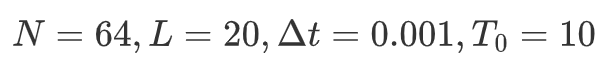 N = 64, L = 20, Δt = 0.001, T₀ = 10